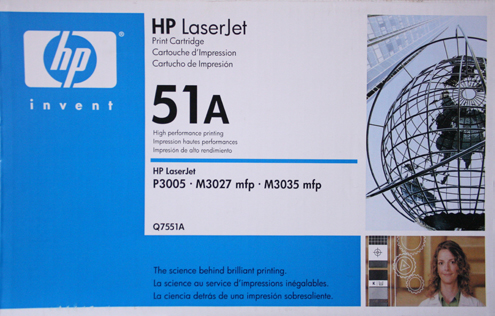 hp
invent
HP LaserJet
Print Cartridge
Cartouche d'Impression
Cartucho de Impresión
51A
High performance printing
Impression hautes performances
Impresión de alto rendimiento
HP LaserJet
P3005 · M3027 mfp · M3035 mfp
Q7551A
The science behind brilliant printing.
La science au service d'impressions inégalables.
La ciencia detrás de una impresión sobresaliente.